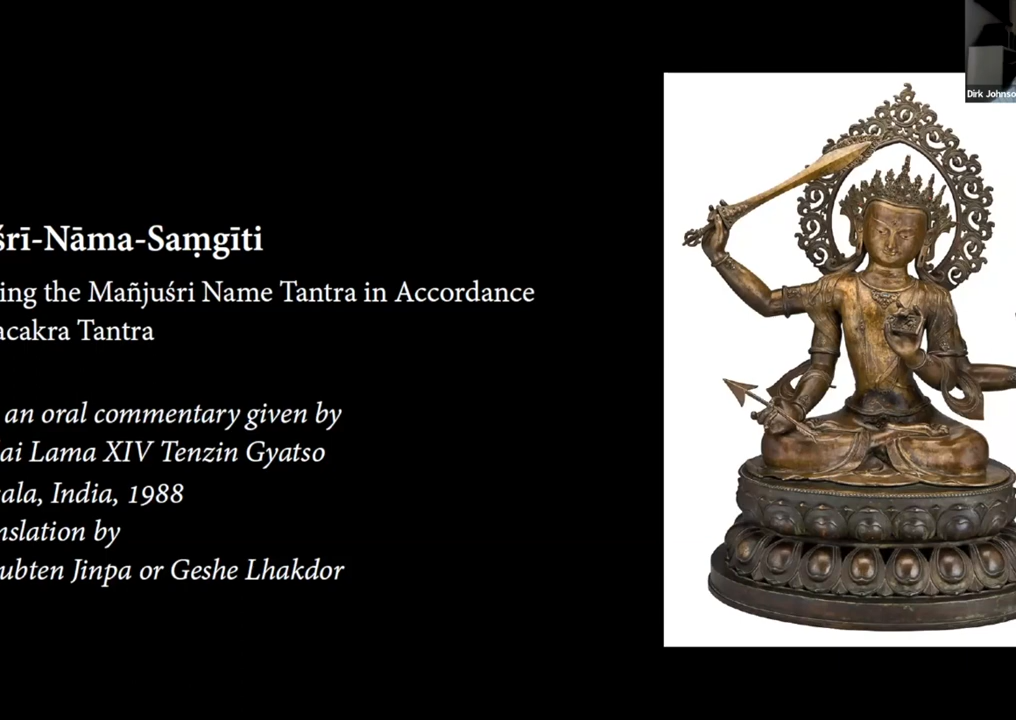 śrī-Nāma-Saṃgīti
ing the Mañjuśri Name Tantra in Accordance
acakra Tantra
an oral commentary given by
lai Lama XIV Tenzin Gyatso
ala, India, 1988
nslation by
ubten Jinpa or Geshe Lhakdor
Dirk Johnso